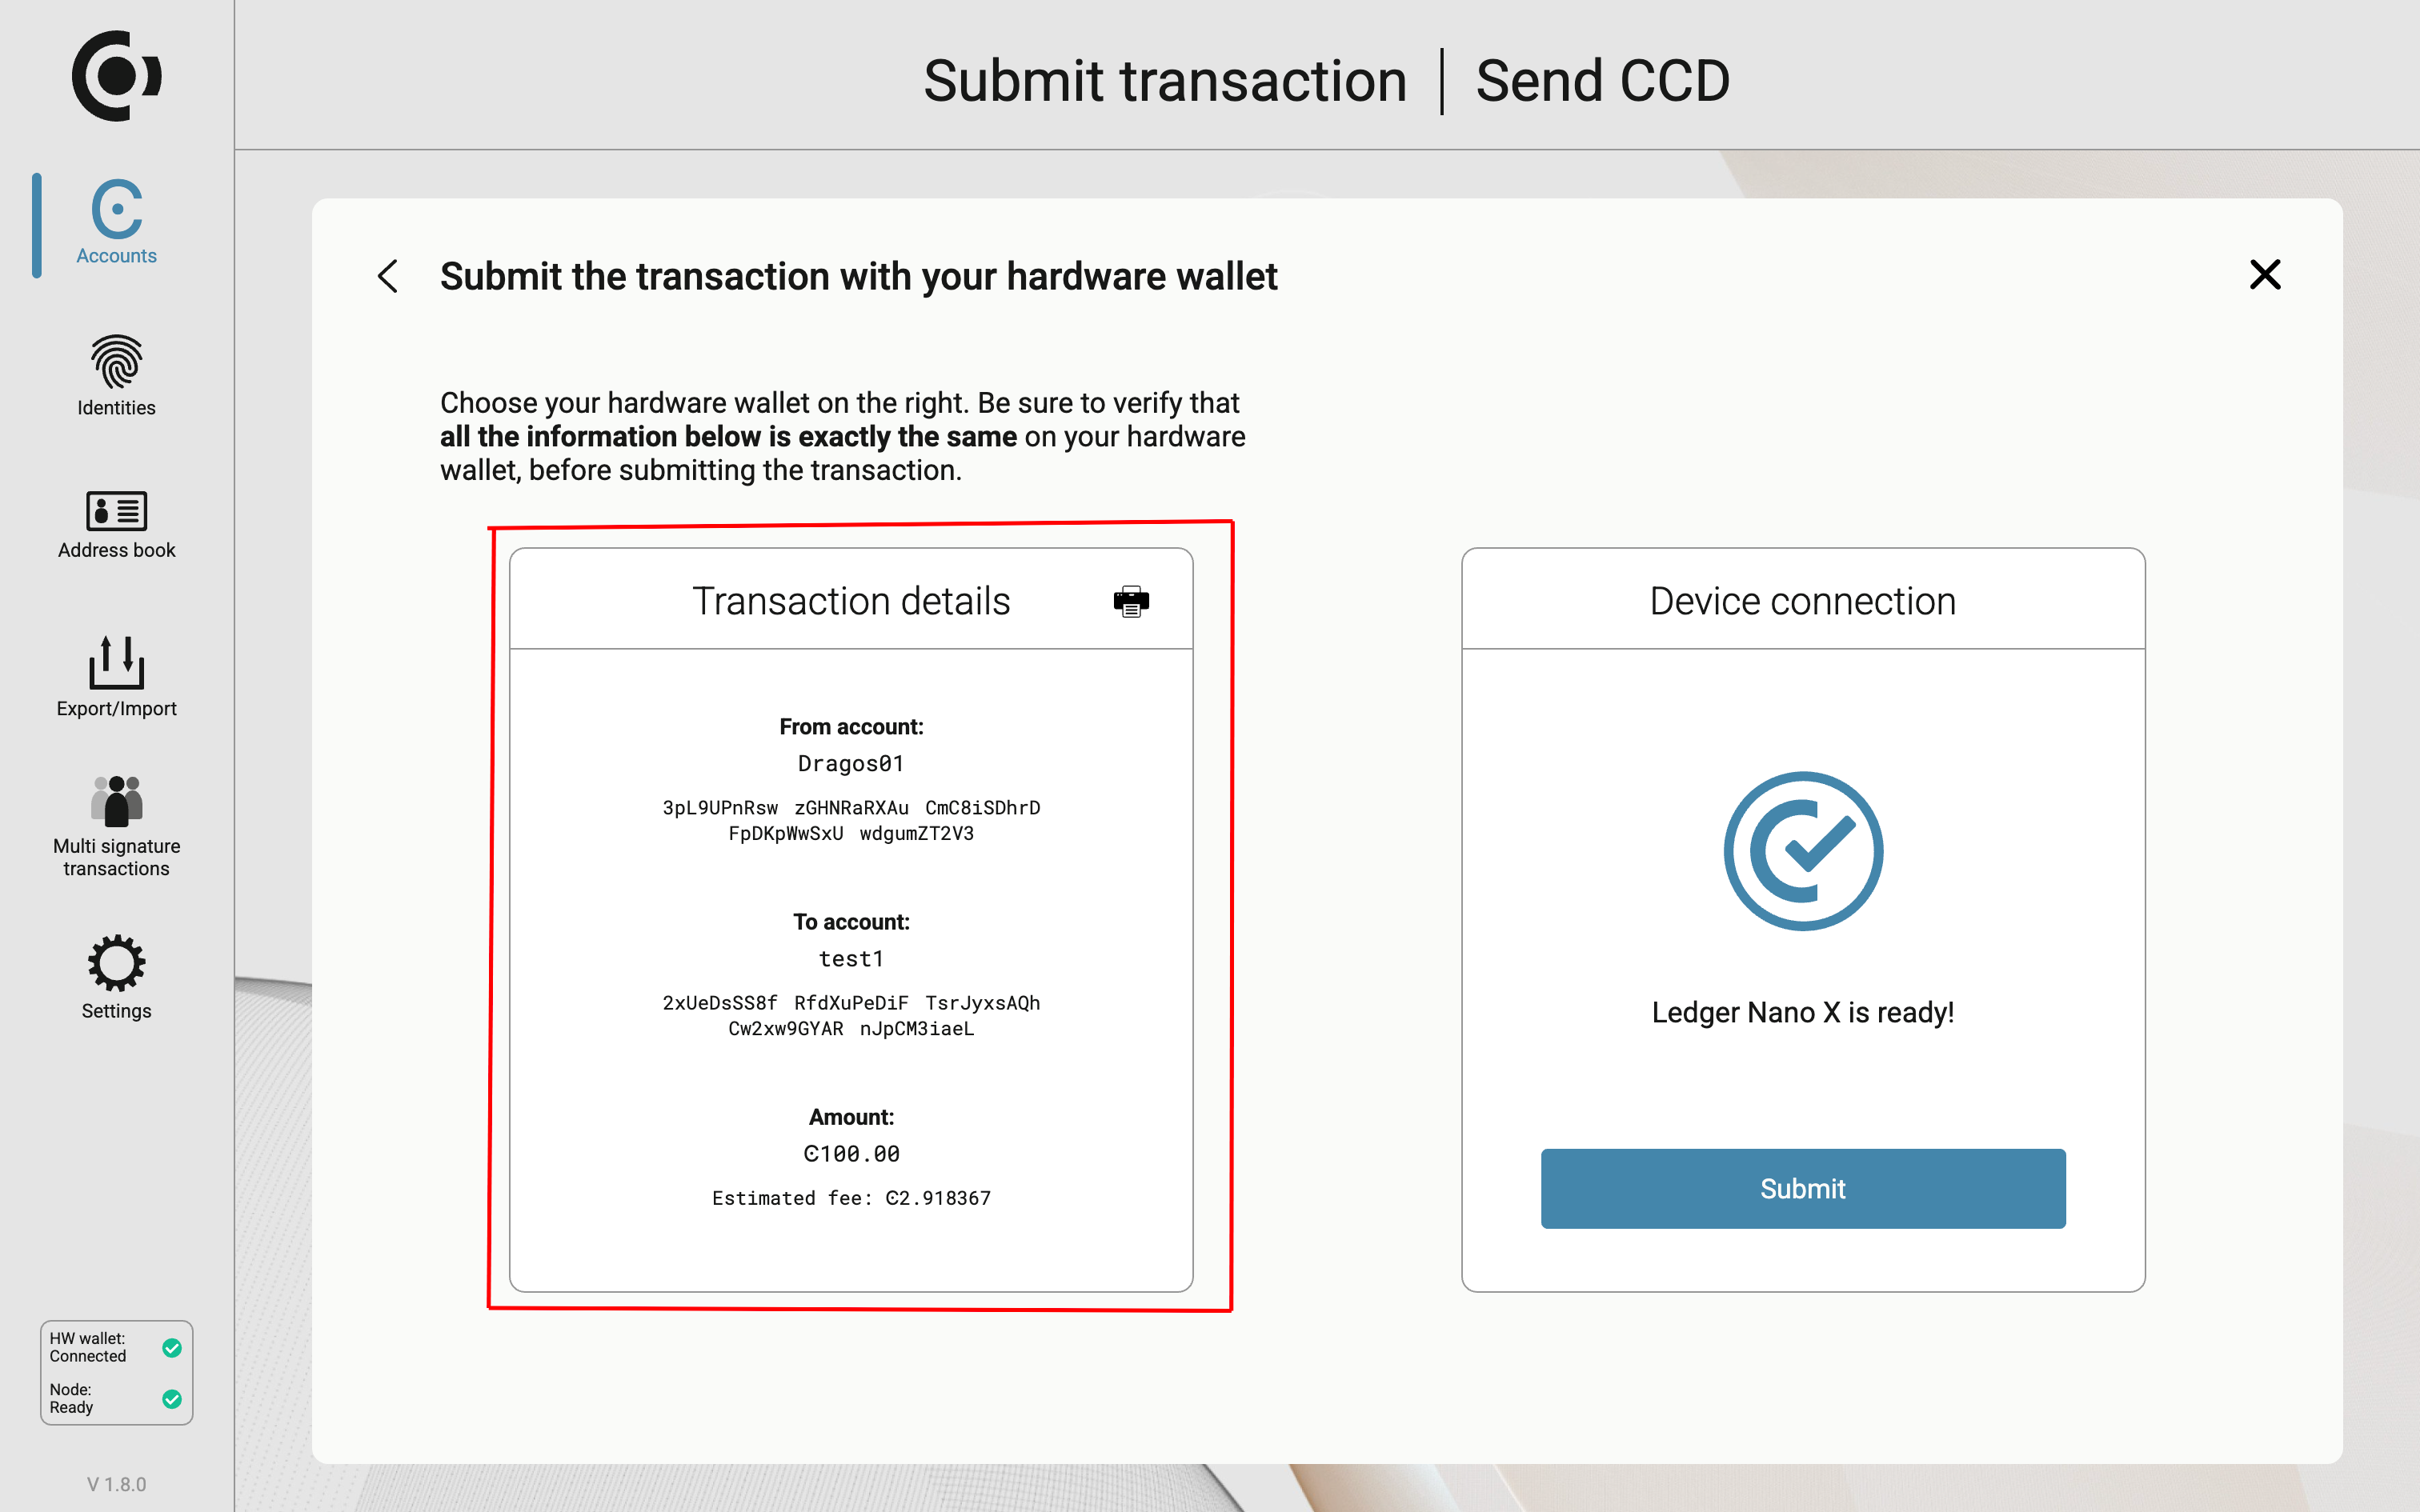 Submit transaction | Send CCD
Accounts
Identities
Address book
Export/Import
Multi signature
transactions
Settings
HW wallet:
Connected
Node:
Ready
V 1.8.0
Submit the transaction with your hardware wallet
Choose your hardware wallet on the right. Be sure to verify that
all the information below is exactly the same on your hardware
wallet, before submitting the transaction.
Transaction details
From account:
Dragos01
3pL9UPnRsw zGHNRaRXAu CmC8iSDhrD
FpDKpWwSxU wdgumZT2V3
To account:
test1
2xUeDsSS8f RfdXuPeDiF TsrJyxsAQh
Cw2xw9GYAR nJpCM3iaeL
Amount:
Ͼ100.00
Estimated fee: Ͼ2.918367
Device connection
Ledger Nano X is ready!
Submit